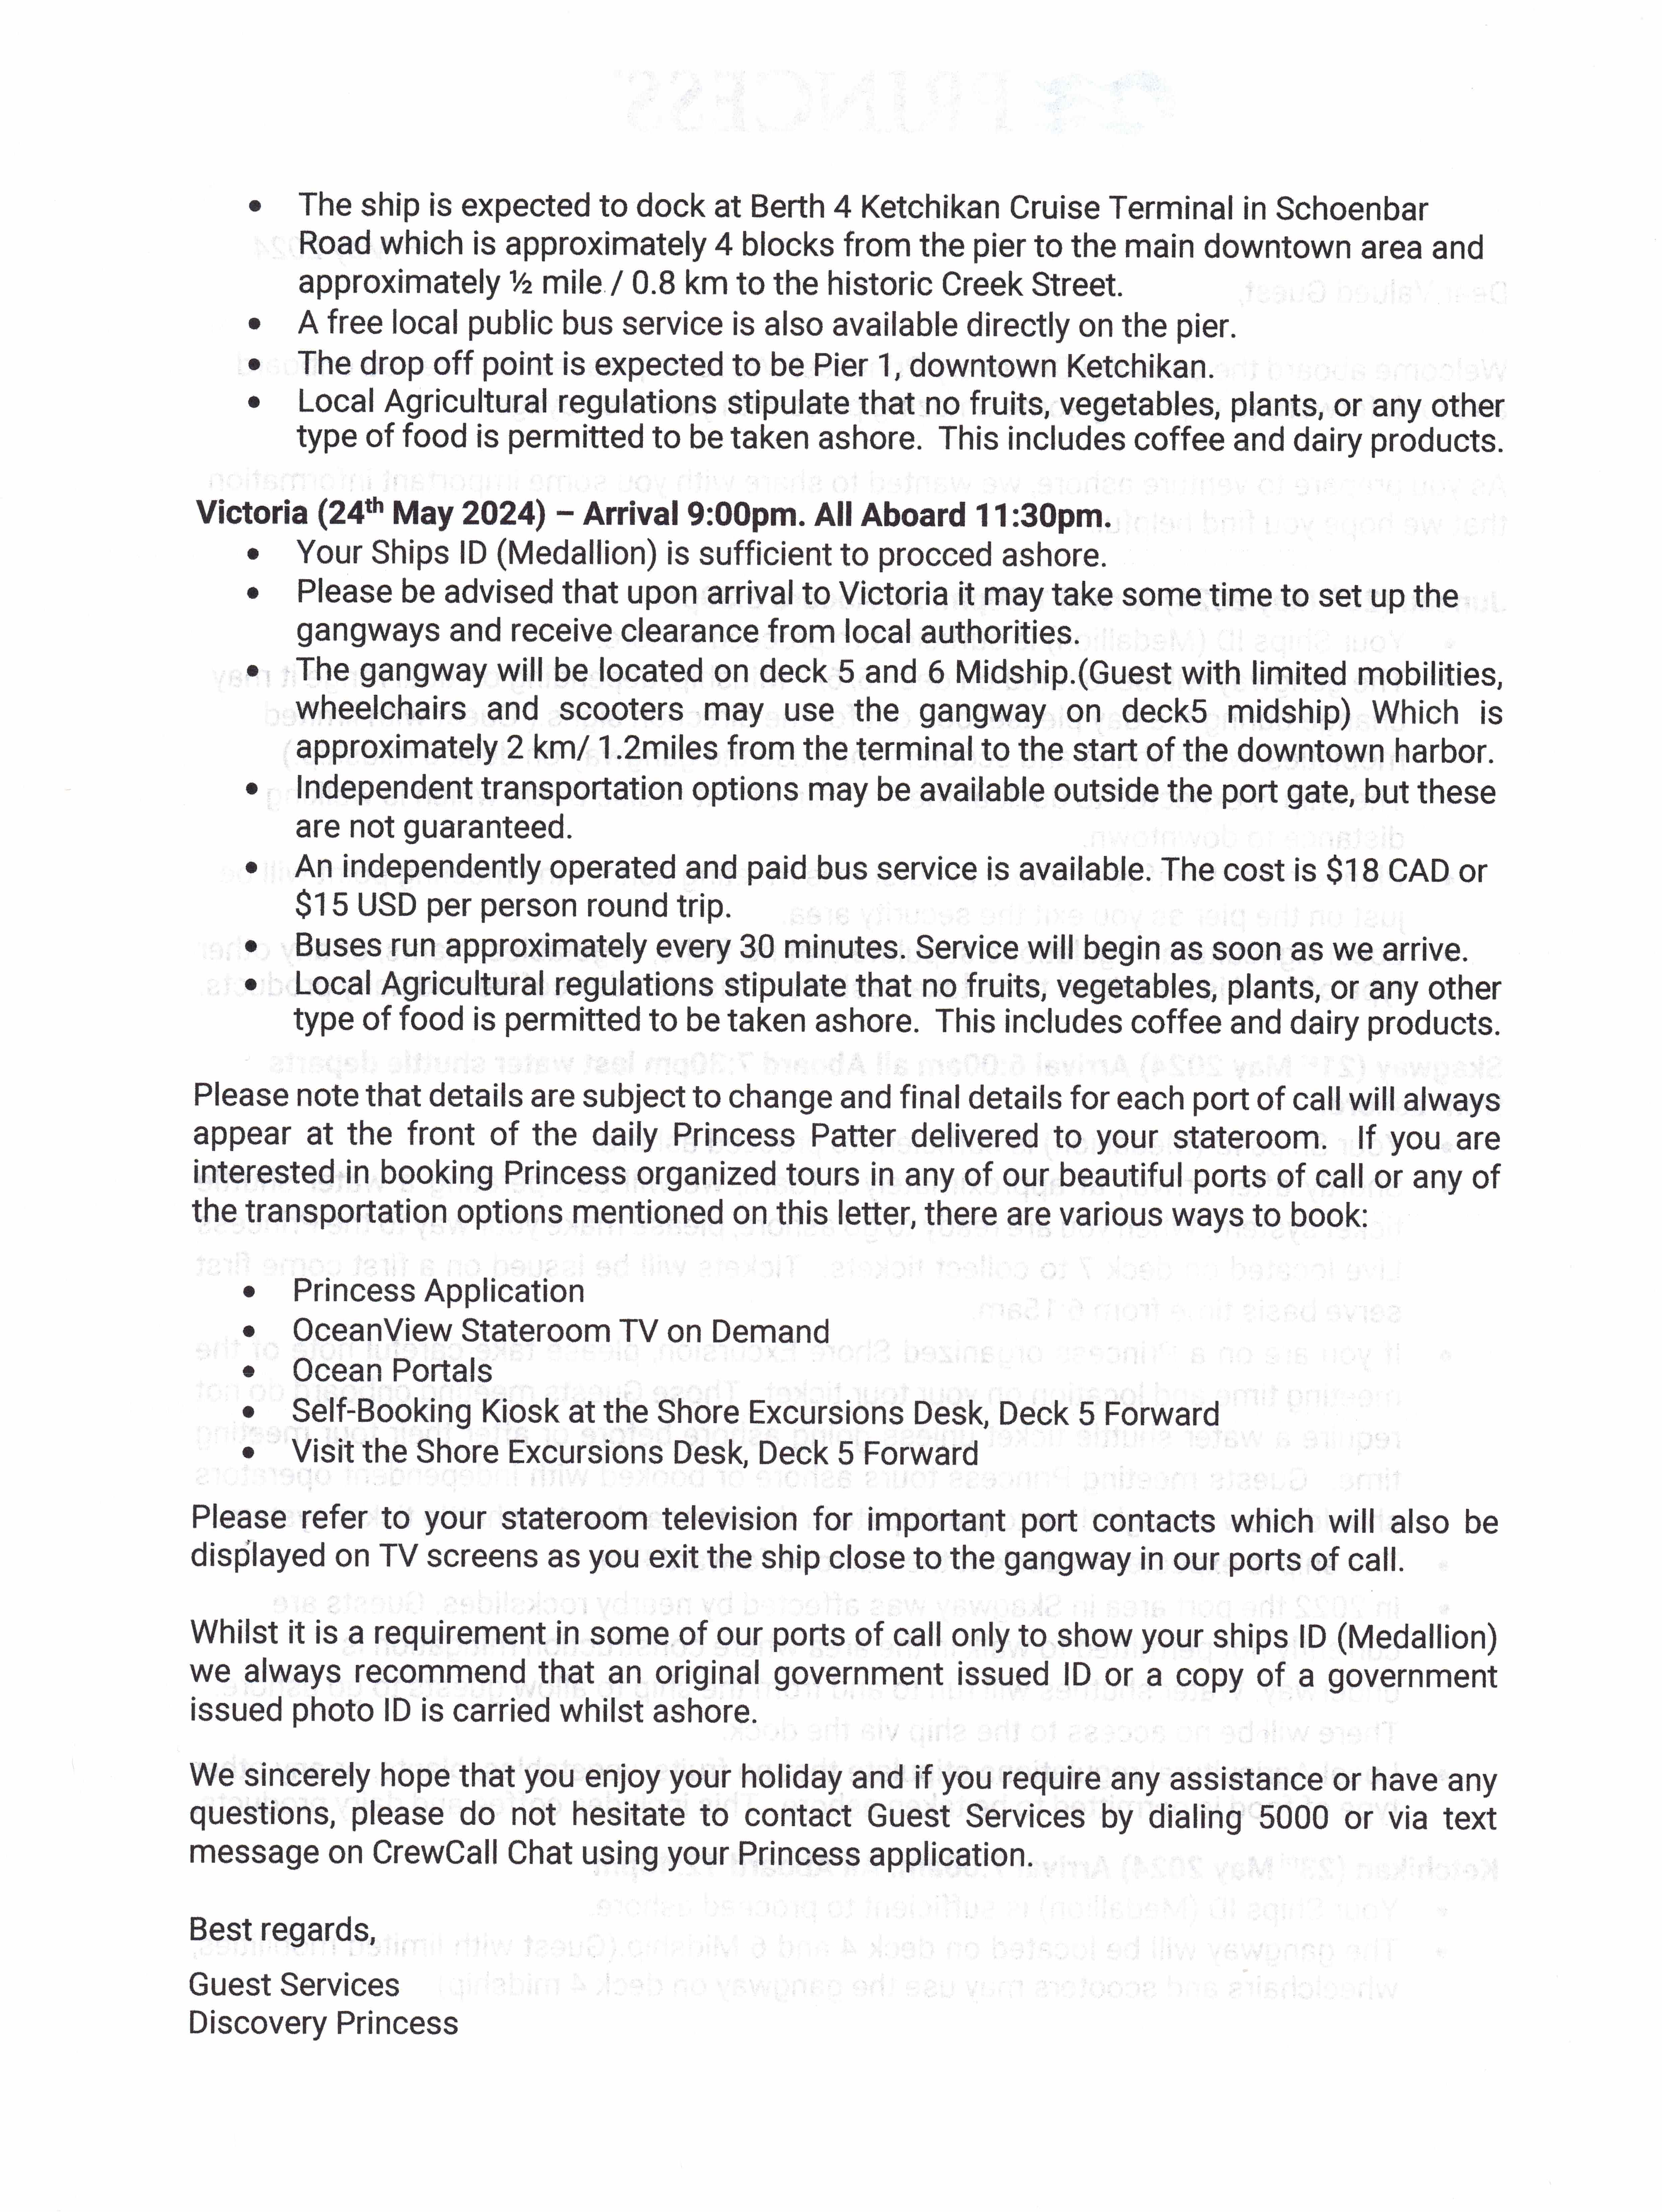 • The ship is expected to dock at Berth 4 Ketchikan Cruise Terminal in Schoenbar
Road which is approximately 4 blocks from the pier to the main downtown area and
approximately ½ mile / 0.8 km to the historic Creek Street.
• A free local public bus service is also available directly on the pier.
• The drop off point is expected to be Pier 1, downtown Ketchikan.
• Local Agricultural regulations stipulate that no fruits, vegetables, plants, or any other
type of food is permitted to be taken ashore. This includes coffee and dairy products.
Victoria (24th May 2024) – Arrival 9:00pm. All Aboard 11:30pm.
• Your Ships ID (Medallion) is sufficient to procced ashore.
• Please be advised that upon arrival to Victoria it may take some time to set up the
gangways and receive clearance from local authorities.
• The gangway will be located on deck 5 and 6 Midship.(Guest with limited mobilities,
wheelchairs and scooters may use the gangway on deck5 midship) Which is
approximately 2 km/ 1.2miles from the terminal to the start of the downtown harbor.
• Independent transportation options may be available outside the port gate, but these
are not guaranteed.
• An independently operated and paid bus service is available. The cost is $18 CAD or
$15 USD per person round trip.
• Buses run approximately every 30 minutes. Service will begin as soon as we arrive.
• Local Agricultural regulations stipulate that no fruits, vegetables, plants, or any other
type of food is permitted to be taken ashore. This includes coffee and dairy products.
Please note that details are subject to change and final details for each port of call will always
appear at the front of the daily Princess Patter delivered to your stateroom. If you are
interested in booking Princess organized tours in any of our beautiful ports of call or any of
the transportation options mentioned on this letter, there are various ways to book:
• Princess Application
• OceanView Stateroom TV on Demand
• Ocean Portals
• Self-Booking Kiosk at the Shore Excursions Desk, Deck 5 Forward
• Visit the Shore Excursions Desk, Deck 5 Forward
Please refer to your stateroom television for important port contacts which will also be
displayed on TV screens as you exit the ship close to the gangway in our ports of call.
Whilst it is a requirement in some of our ports of call only to show your ships ID (Medallion)
we always recommend that an original government issued ID or a copy of a government
issued photo ID is carried whilst ashore.
We sincerely hope that you enjoy your holiday and if you require any assistance or have any
questions, please do not hesitate to contact Guest Services by dialing 5000 or via text
message on CrewCall Chat using your Princess application.
Best regards,
Guest Services
Discovery Princess